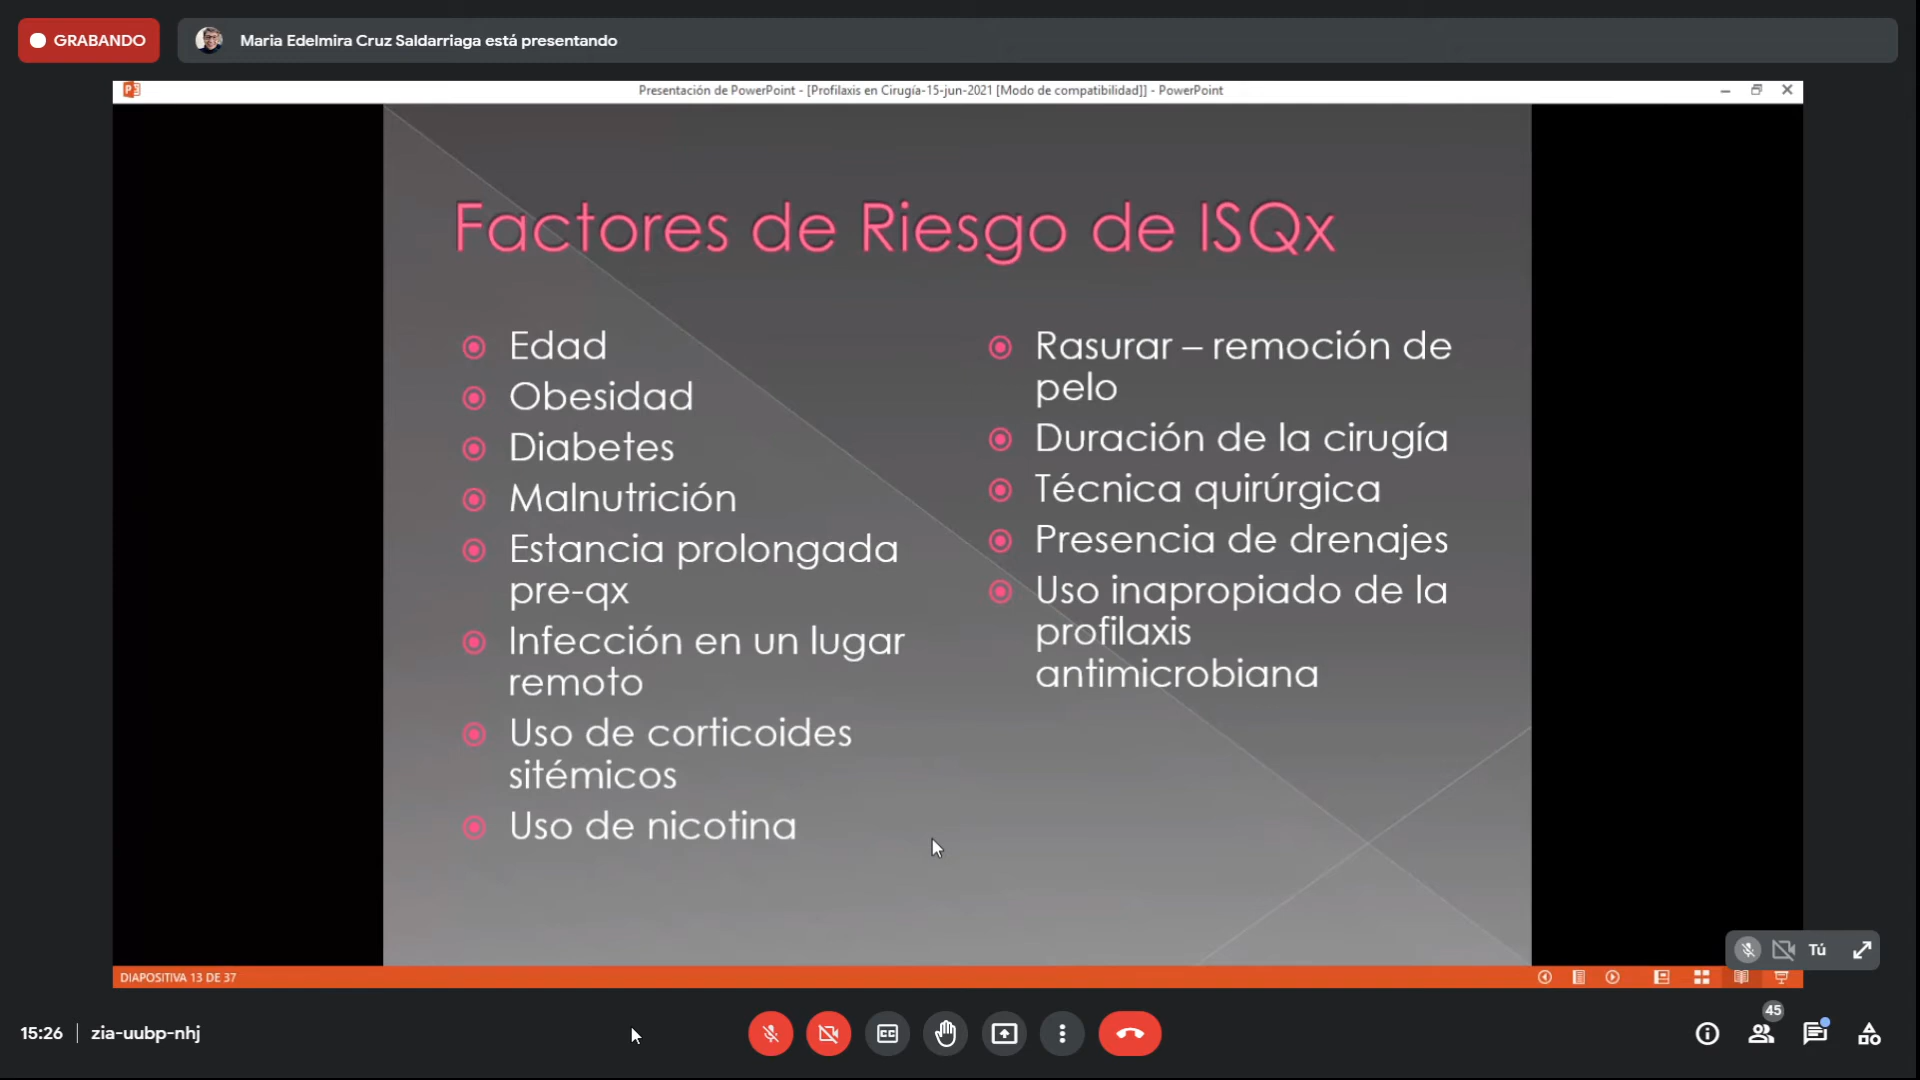 GRABANDO
Maria Edelmira Cruz Saldarriaga está presentando
Presentación de PowerPoint - [Profilaxis en Cirugía-15-jun-2021 [Modo de compatibilidad]] - PowerPoint
Factores de Riesgo de ISQx
Edad
Obesidad
Diabetes
Malnutrición
Estancia prolongada
pre-qx
Infección en un lugar
remoto
Uso de corticoides
sitémicos
Uso de nicotina
Rasurar – remoción de
pelo
Duración de la cirugía
Técnica quirúrgica
Presencia de drenajes
Uso inapropiado de la
profilaxis
antimicrobiana
Tú
DIAPOSITIVA 13 DE 37
15:26 | zia-uubp-nhj
45